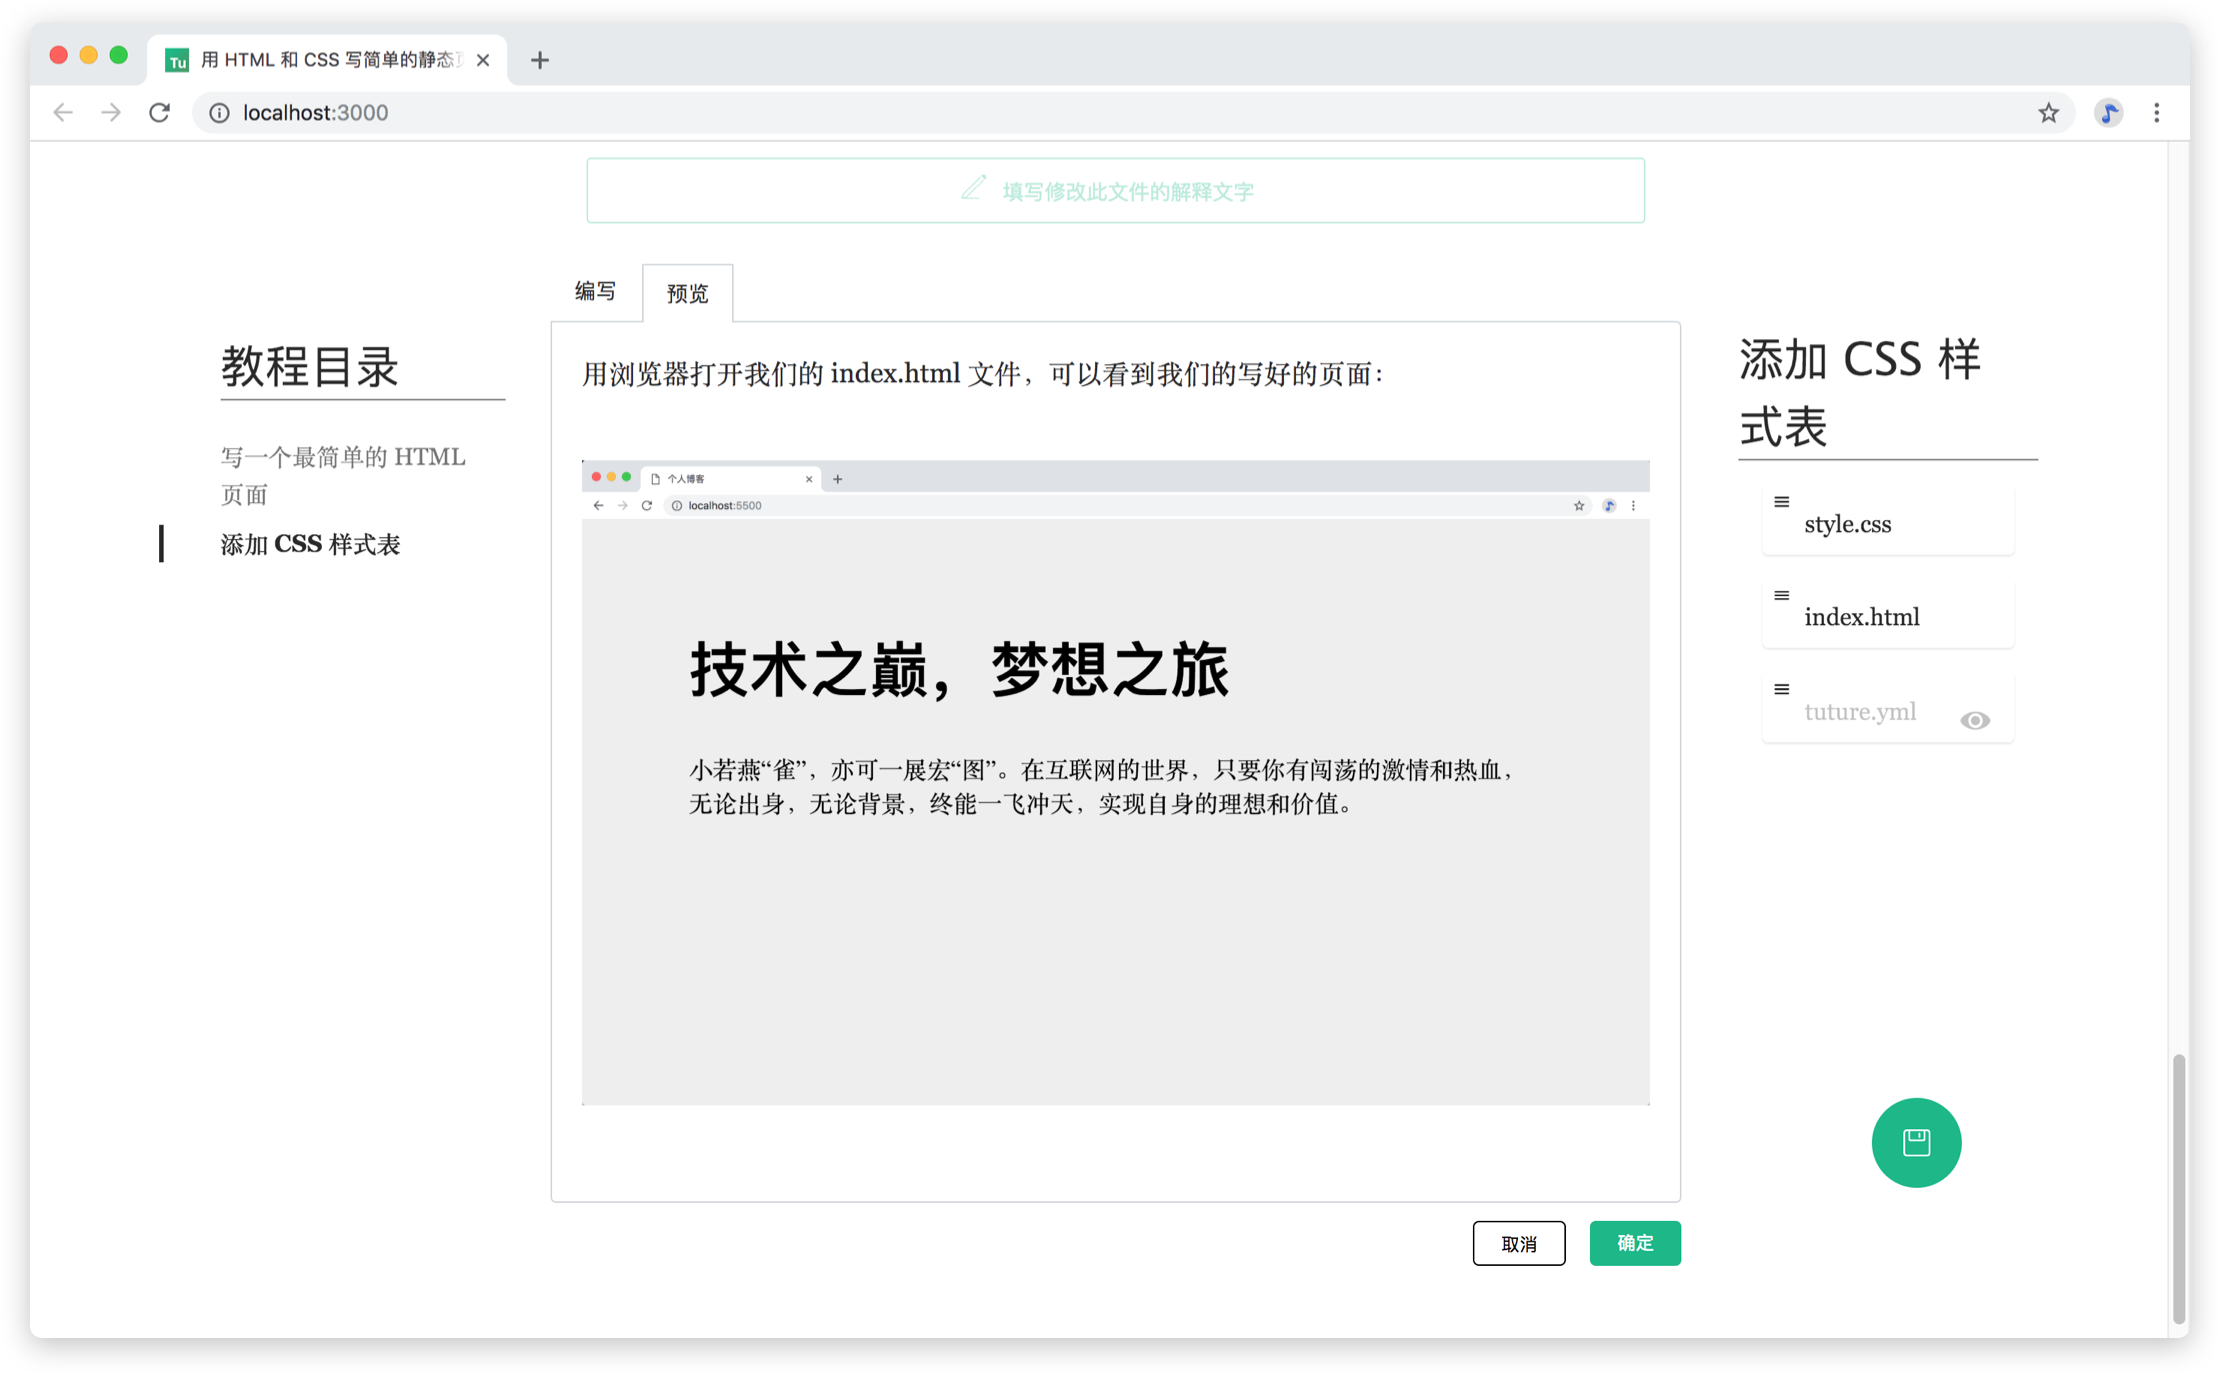 Tu
用 HTML 和 CSS 写简单的静态
localhost:3000
填写修改此文件的解释文字
编写
预览
教程目录
写一个最简单的 HTML
页面
添加 CSS 样式表
用浏览器打开我们的 index.html 文件，可以看到我们的写好的页面：
个人博客
localhost:5500
技术之巅，梦想之旅
小若燕“雀”，亦可一展宏“图”。在互联网的世界，只要你有闯荡的激情和热血，
无论出身，无论背景，终能一飞冲天，实现自身的理想和价值。
添加 CSS 样
式表
style.css
index.html
tuture.yml
取消
确定